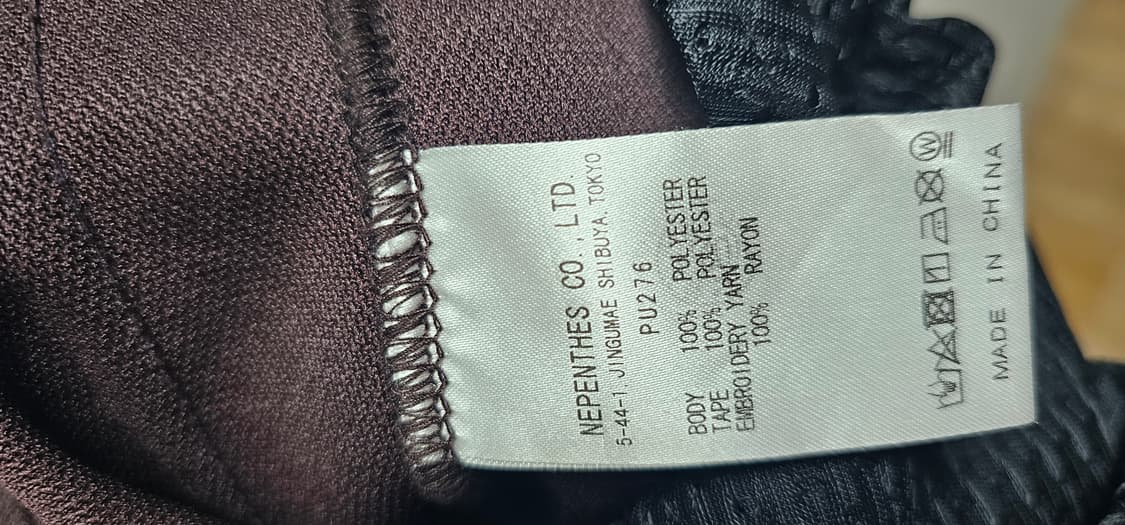 NEPENTHES CO., LTD.
5-44-1, JINGUMAE SHIBUYA, TOKYO
PU276
BODY 100% POLYESTER
TAPE 100% POLYESTER
EMBROIDERY YARN
100% RAYON
W
MADE IN CHINA